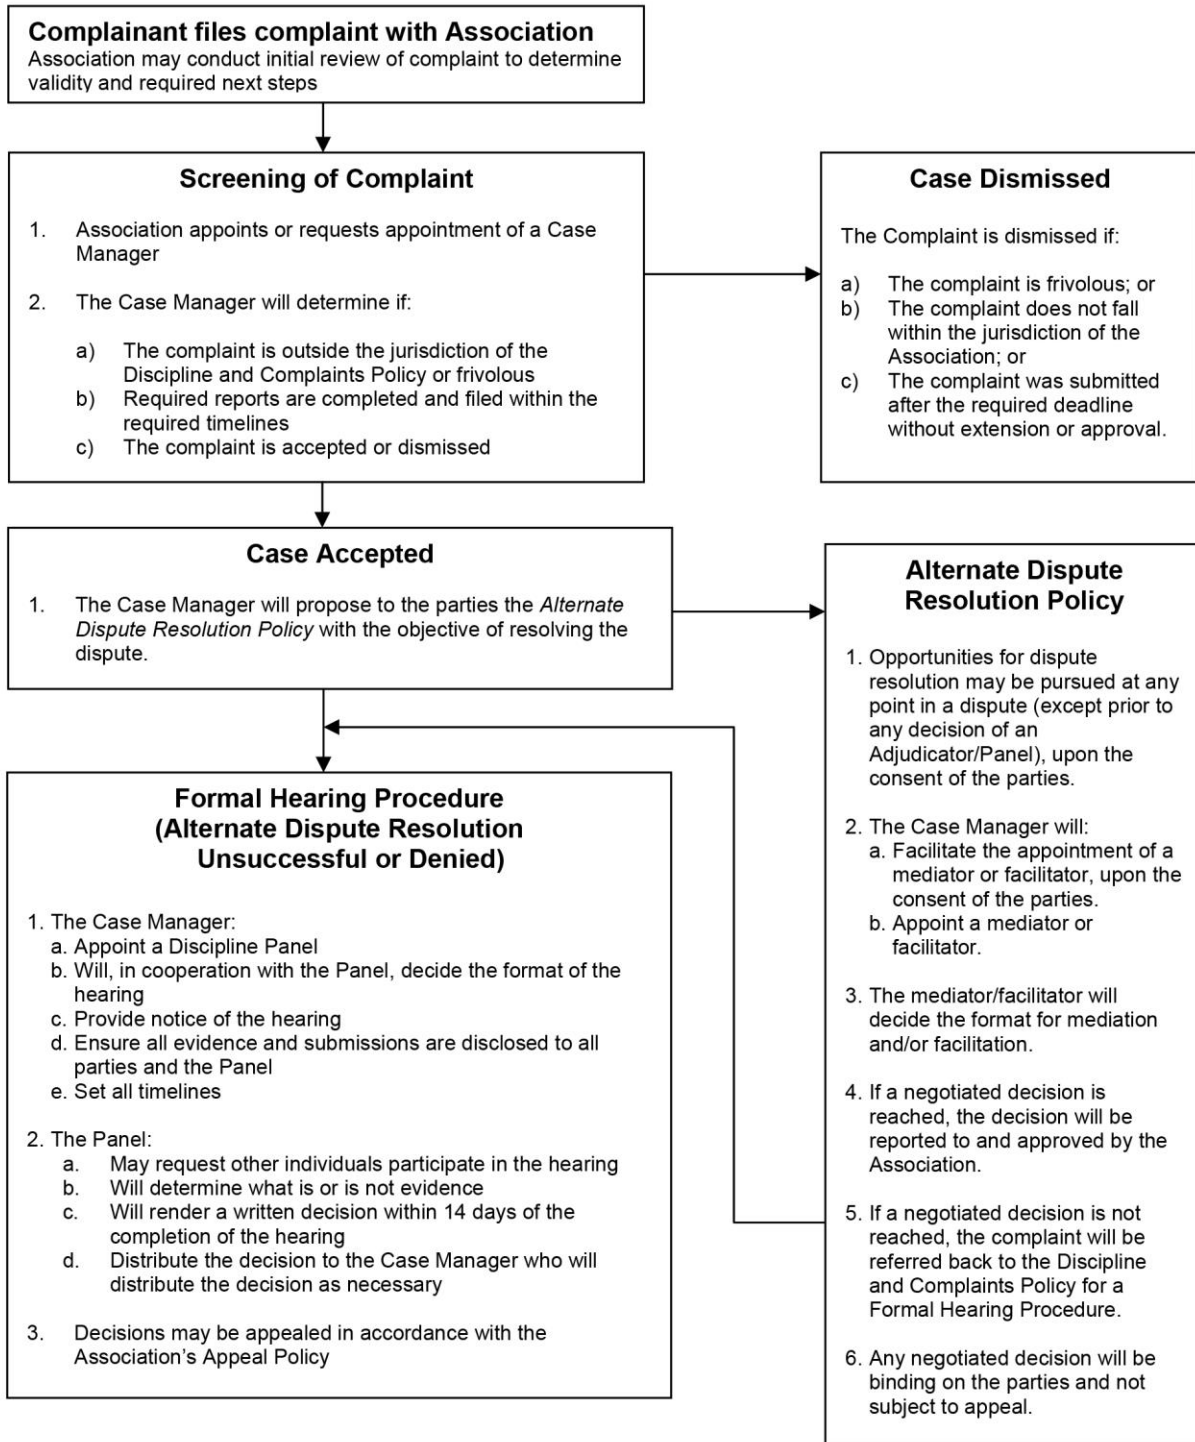 Complainant files complaint with Association
Association may conduct initial review of complaint to determine
validity and required next steps
Screening of Complaint
1. Association appoints or requests appointment of a Case
Manager
2. The Case Manager will determine if:
a) The complaint is outside the jurisdiction of the
Discipline and Complaints Policy or frivolous
b) Required reports are completed and filed within the
required timelines
c) The complaint is accepted or dismissed
Case Dismissed
The Complaint is dismissed if:
a) The complaint is frivolous; or
b) The complaint does not fall
within the jurisdiction of the
Association; or
c) The complaint was submitted
after the required deadline
without extension or approval.
Case Accepted
1. The Case Manager will propose to the parties the Alternate
Dispute Resolution Policy with the objective of resolving the
dispute.
Alternate Dispute
Resolution Policy
1. Opportunities for dispute
resolution may be pursued at any
point in a dispute (except prior to
any decision of an
Adjudicator/Panel), upon the
consent of the parties.
2. The Case Manager will:
a. Facilitate the appointment of a
mediator or facilitator, upon the
consent of the parties.
b. Appoint a mediator or
facilitator.
3. The mediator/facilitator will
decide the format for mediation
and/or facilitation.
4. If a negotiated decision is
reached, the decision will be
reported to and approved by the
Association.
5. If a negotiated decision is not
reached, the complaint will be
referred back to the Discipline
and Complaints Policy for a
Formal Hearing Procedure.
6. Any negotiated decision will be
binding on the parties and not
subject to appeal.
Formal Hearing Procedure
(Alternate Dispute Resolution
Unsuccessful or Denied)
1. The Case Manager:
a. Appoint a Discipline Panel
b. Will, in cooperation with the Panel, decide the format of the
hearing
c. Provide notice of the hearing
d. Ensure all evidence and submissions are disclosed to all
parties and the Panel
e. Set all timelines
2. The Panel:
a. May request other individuals participate in the hearing
b. Will determine what is or is not evidence
c. Will render a written decision within 14 days of the
completion of the hearing
d. Distribute the decision to the Case Manager who will
distribute the decision as necessary
3. Decisions may be appealed in accordance with the
Association's Appeal Policy